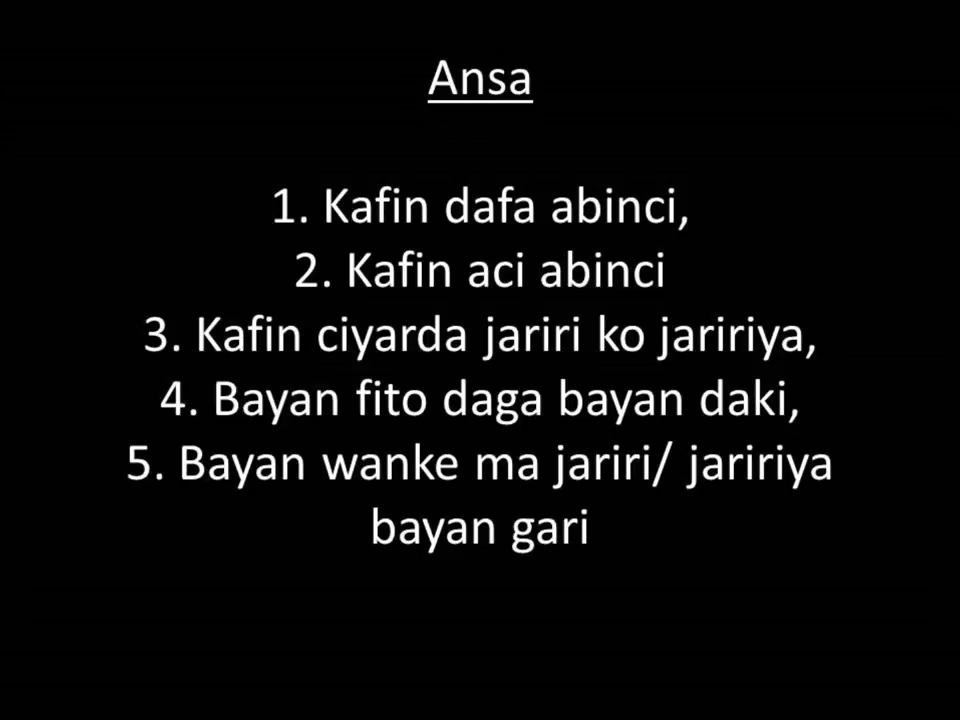 Ansa
1. Kafin dafa abinci,
2. Kafin aci abinci
3. Kafin ciyarda jariri ko jaririya,
4. Bayan fito daga bayan daki,
5. Bayan wanke ma jariri/ jaririya
bayan gari